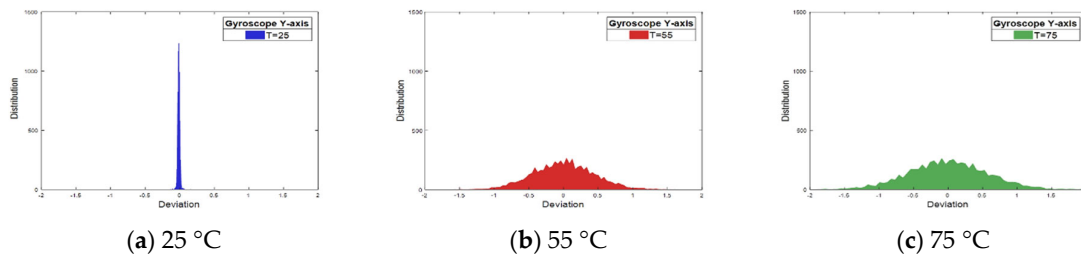 Gyroscope Y-axis
T=25
1500
1000
500
0
Distribution
-2 -1.5 -1 -0.5 0 0.5 1 1.5 2
Deviation
(a) 25 °C
Gyroscope Y-axis
T=55
1500
1000
500
0
Distribution
-2 -1.5 -1 -0.5 0 0.5 1 1.5 2
Deviation
(b) 55 °C
Gyroscope Y-axis
T=75
1500
1000
500
0
Distribution
-2 -1.5 -1 -0.5 0 0.5 1 1.5
Deviation
(c) 75 °C